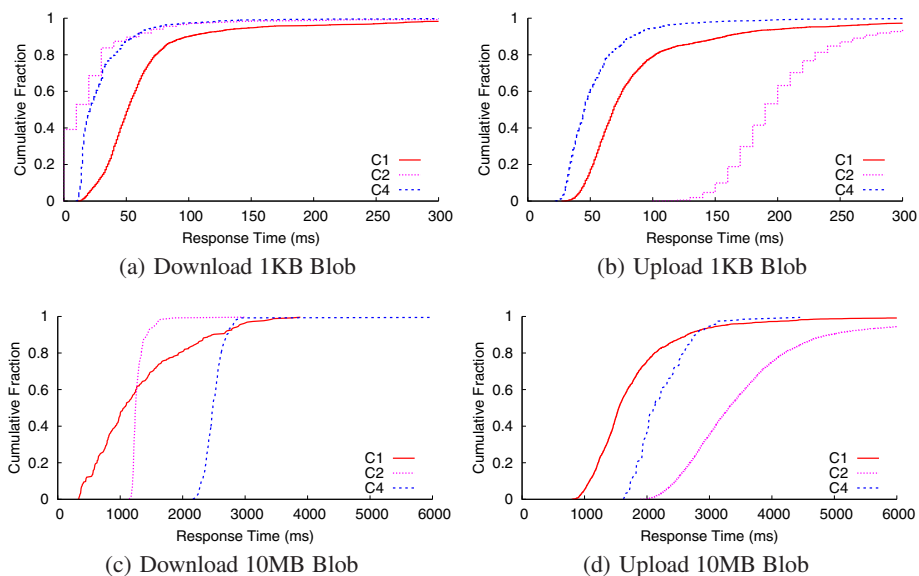 Cumulative Fraction
1
0.8
0.6
0.4
0.2
0
0 50 100 150 200 250 300
Response Time (ms)
C1
C2
C4
(a) Download 1KB Blob
Cumulative Fraction
1
0.8
0.6
0.4
0.2
0
0 50 100 150 200 250 300
Response Time (ms)
C1
C2
C4
(b) Upload 1KB Blob
Cumulative Fraction
1
0.8
0.6
0.4
0.2
0
0 1000 2000 3000 4000 5000 6000
Response Time (ms)
C1
C2
C4
(c) Download 10MB Blob
Cumulative Fraction
1
0.8
0.6
0.4
0.2
0
0 1000 2000 3000 4000 5000 6000
Response Time (ms)
C1
C2
C4
(d) Upload 10MB Blob